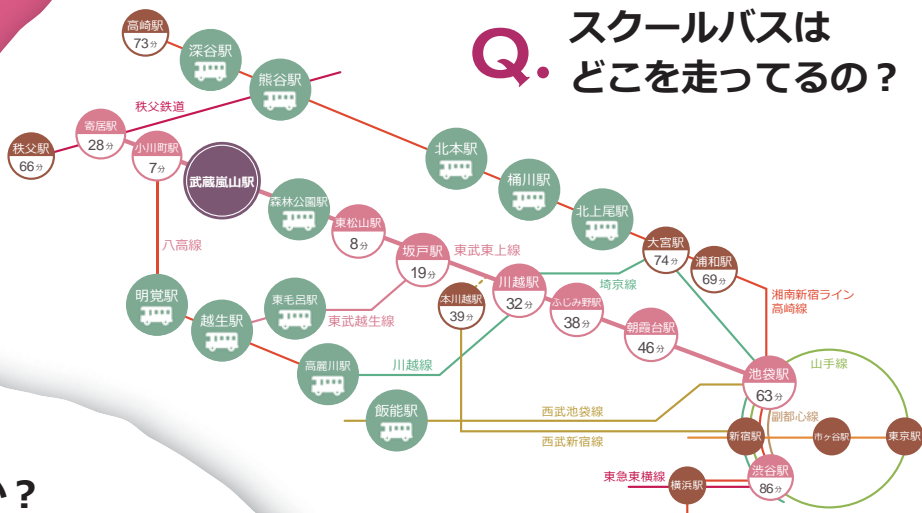 Q.
スクールバスは
どこを走ってるの？
高崎駅
73分
深谷駅
熊谷駅
秩父鉄道
寄居駅
28分
秩父駅
66分
小川町駅
7分
武蔵嵐山駅
森林公園駅
東松山駅
8分
坂戸駅
19分
東武東上線
北本駅
桶川駅
北上尾駅
大宮駅
74分
浦和駅
69分
八高線
川越駅
32分
埼京線
湘南新宿ライン
高崎線
明覚駅
越生駅
東毛呂駅
東武越生線
本川越駅
39分
ふじみ野駅
38分
朝霞台駅
46分
高麗川駅
川越線
池袋駅
63分
山手線
飯能駅
西武池袋線
西武新宿線
副都心線
新宿駅
市ヶ谷駅
東京駅
東急東横線
横浜駅
渋谷駅
86分
い？